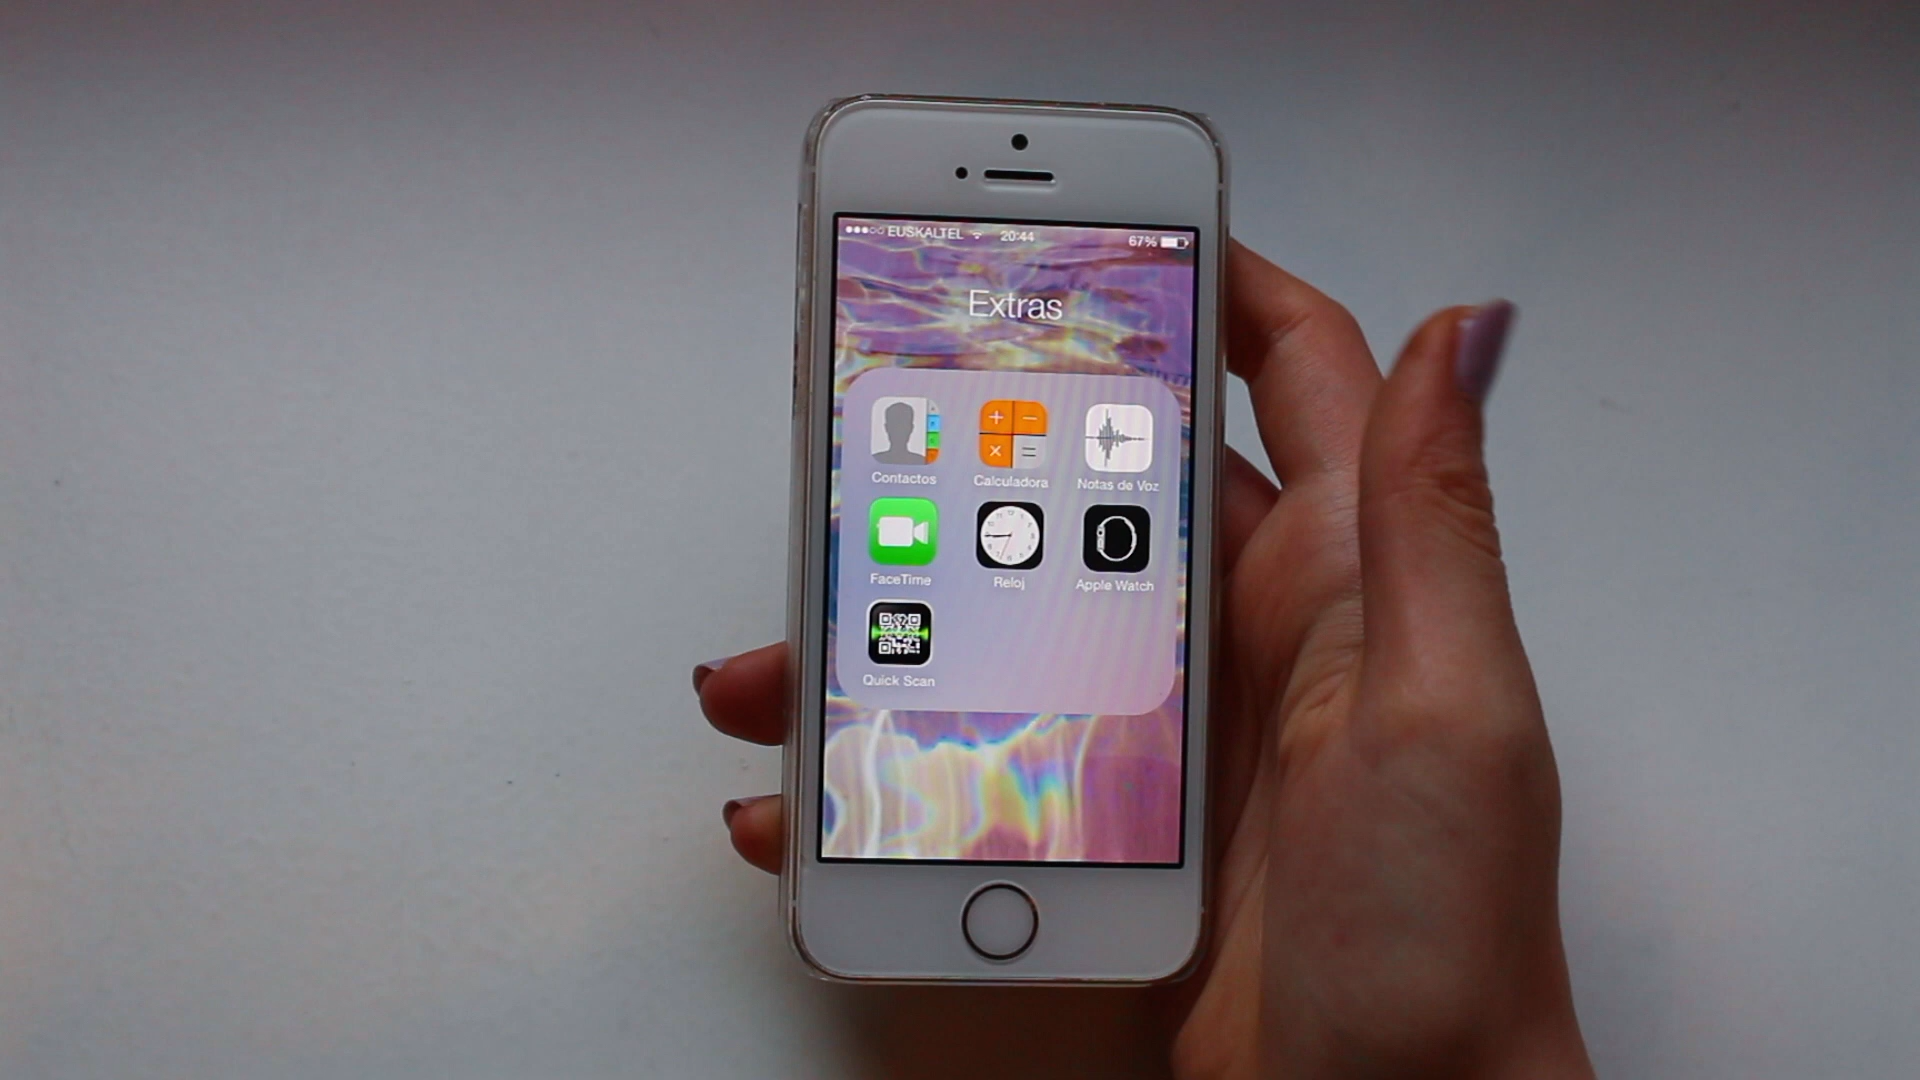 EUSKALTEL 20:44 67%
Extras
Contactos Calculadora Notas de Voz
FaceTime Reloj Apple Watch
Quick Scan